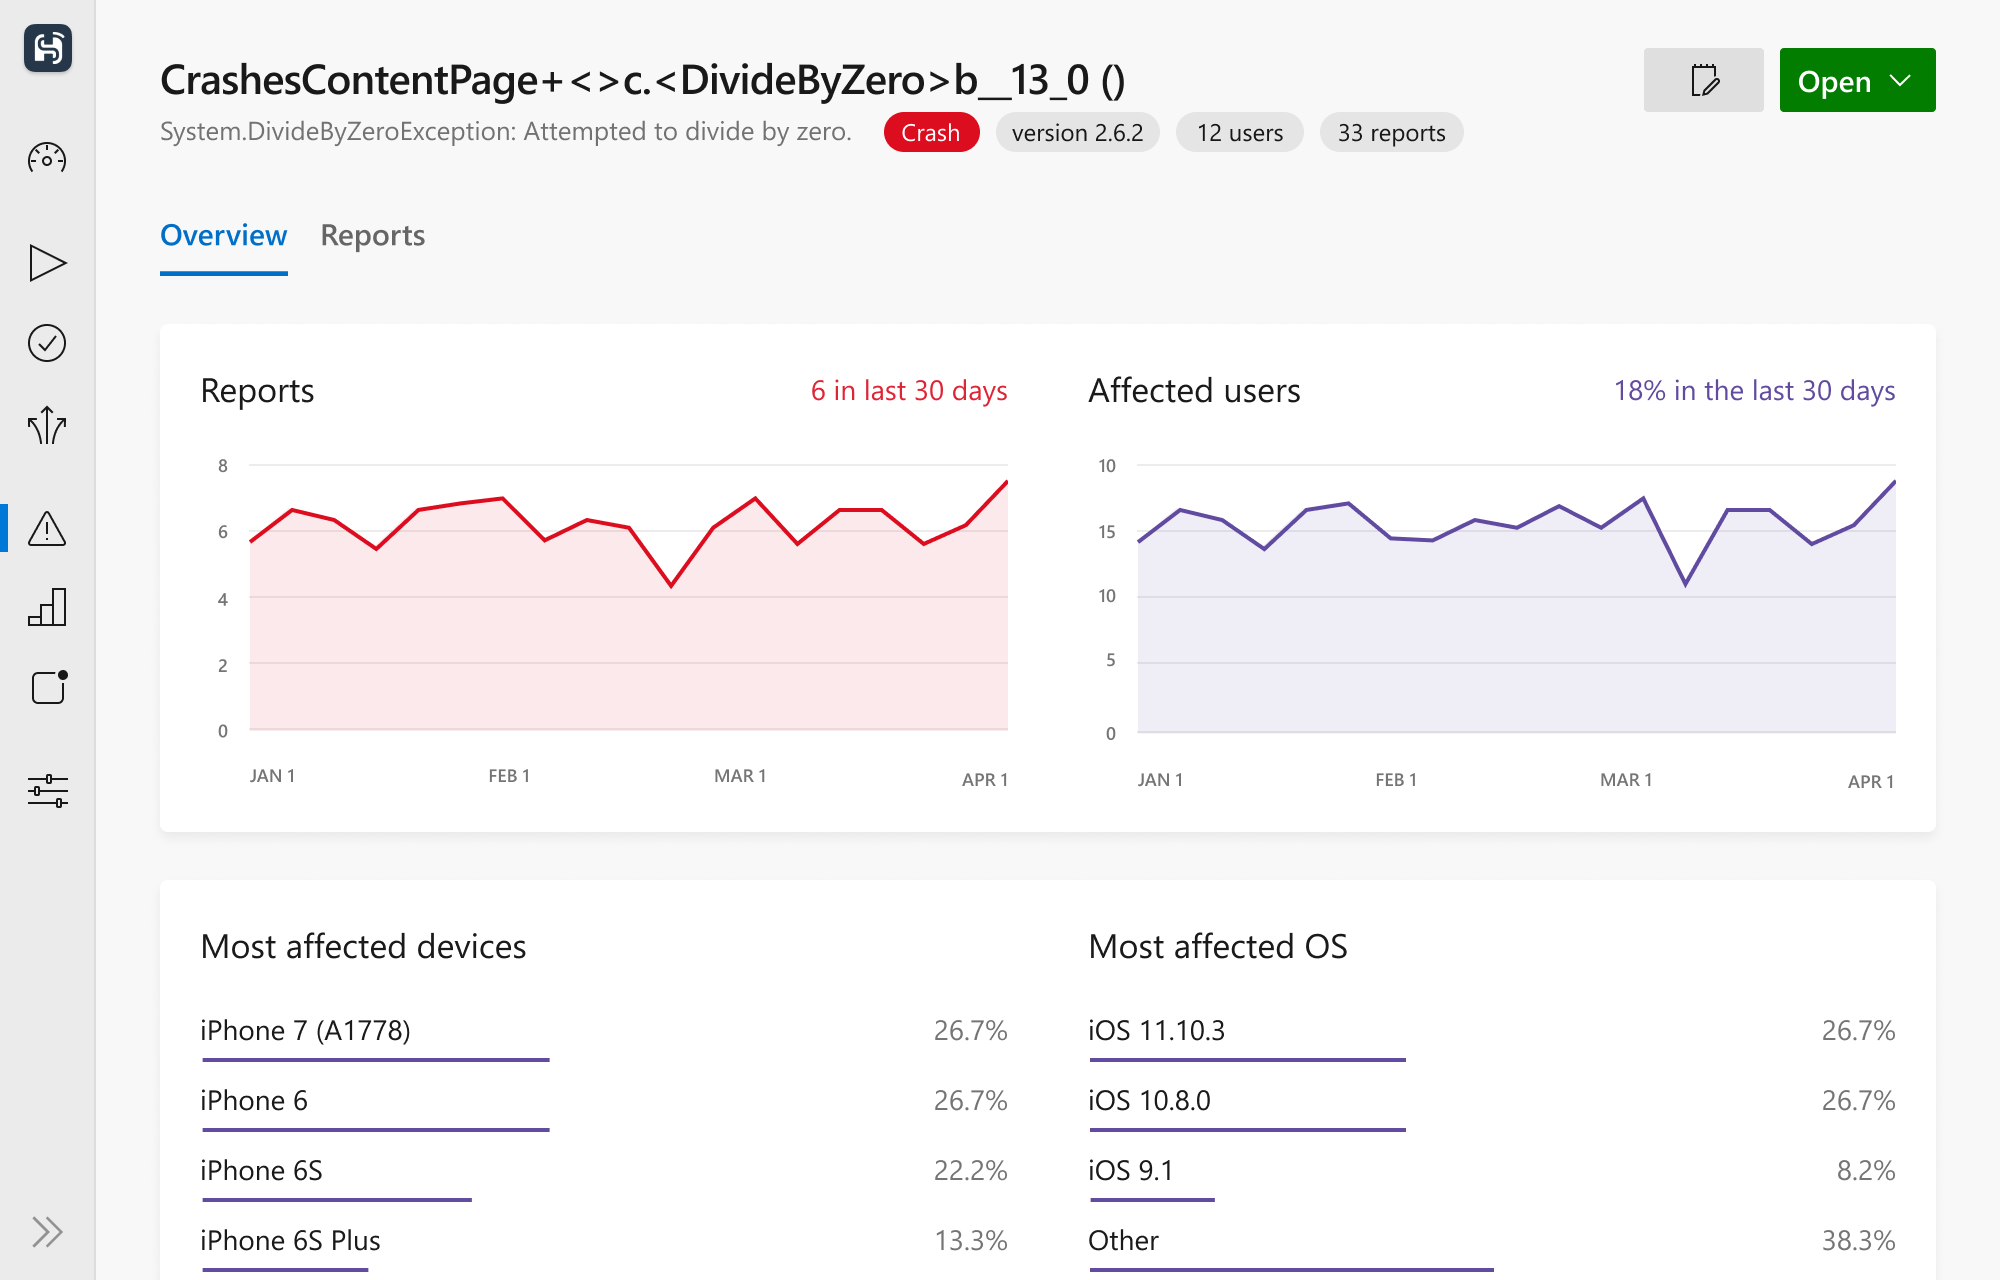 CrashesContentPage+<>c.<DivideByZero>b__13_0 ()
Open
System.DivideByZeroException: Attempted to divide by zero.
Crash
version 2.6.2
12 users
33 reports
Overview
Reports
Reports
6 in last 30 days
8
6
4
2
0
JAN 1
FEB 1
MAR 1
APR 1
Affected users
18% in the last 30 days
10
15
10
5
0
JAN 1
FEB 1
MAR 1
APR 1
Most affected devices
iPhone 7 (A1778)
26.7%
iPhone 6
26.7%
iPhone 6S
22.2%
iPhone 6S Plus
13.3%
Most affected OS
iOS 11.10.3
26.7%
iOS 10.8.0
26.7%
iOS 9.1
8.2%
Other
38.3%